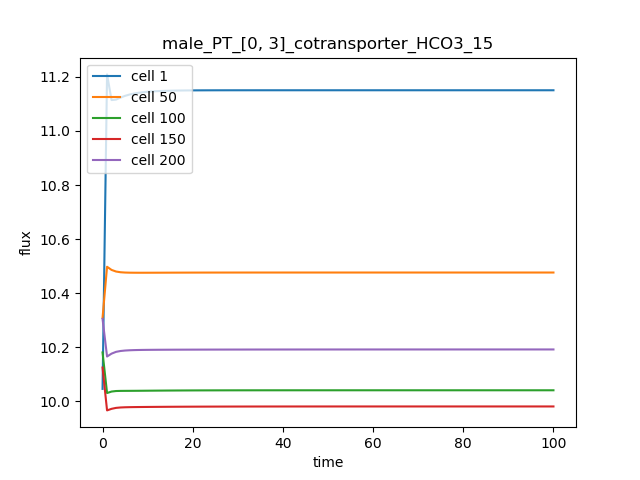 male_PT_[0, 3]_cotransporter_HCO3_15
11.2
11.0
10.8
10.6
10.4
10.2
10.0
flux
cell 1
cell 50
cell 100
cell 150
cell 200
0
20
40
60
80
100
time